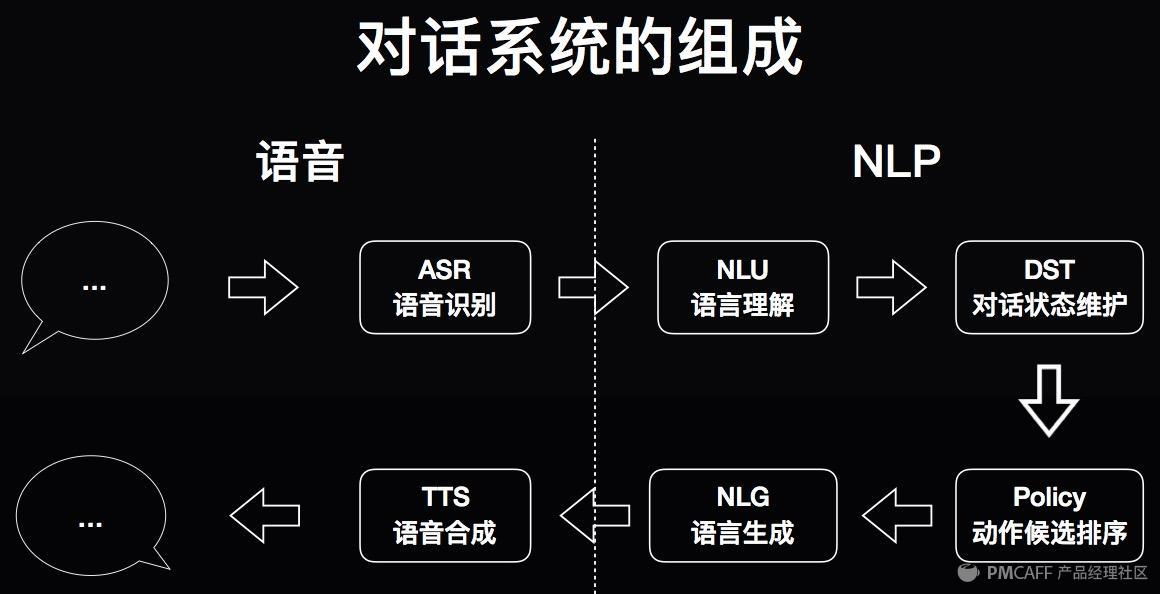 对话系统的组成
语音
NLP
...
ASR
语音识别
NLU
语言理解
DST
对话状态维护
...
TTS
语音合成
NLG
语言生成
Policy
动作候选排序
PMCAFF 产品经理社区